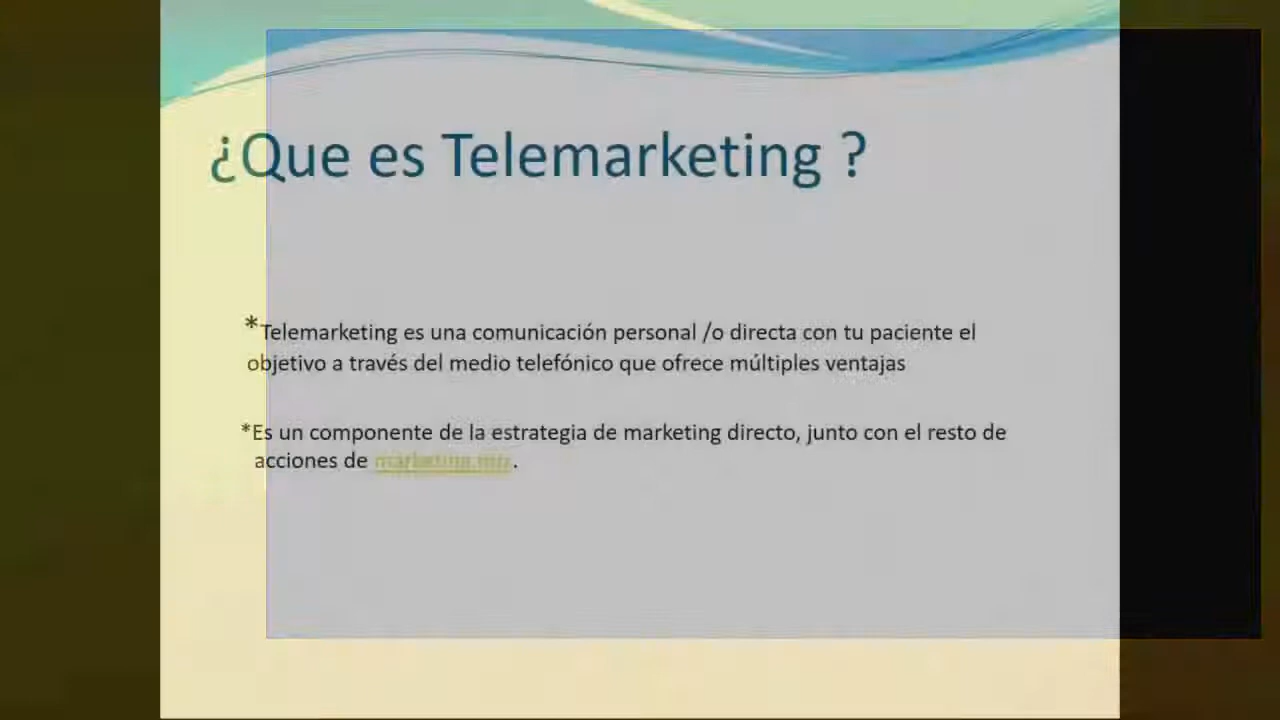 ¿Que es Telemarketing ?
*Telemarketing es una comunicación personal /o directa con tu paciente el
objetivo a través del medio telefónico que ofrece múltiples ventajas
*Es un componente de la estrategia de marketing directo, junto con el resto de
acciones de marketing mix.